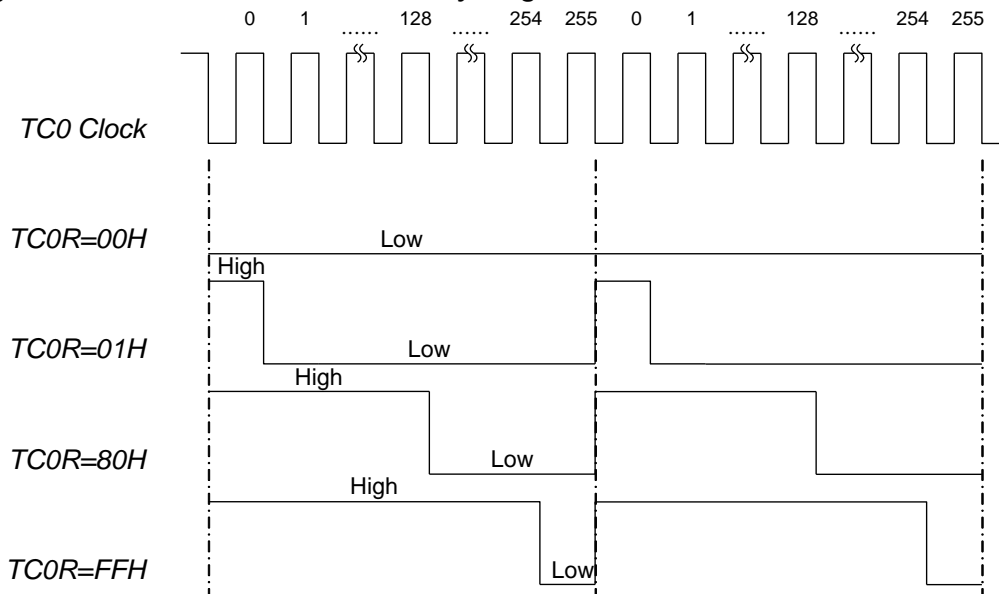 0 1 ...... 128 ...... 254 255 0 1 ...... 128 ...... 254 255
TC0 Clock
TC0R=00H
Low
High
TC0R=01H
Low
High
TC0R=80H
Low
High
TC0R=FFH
Low